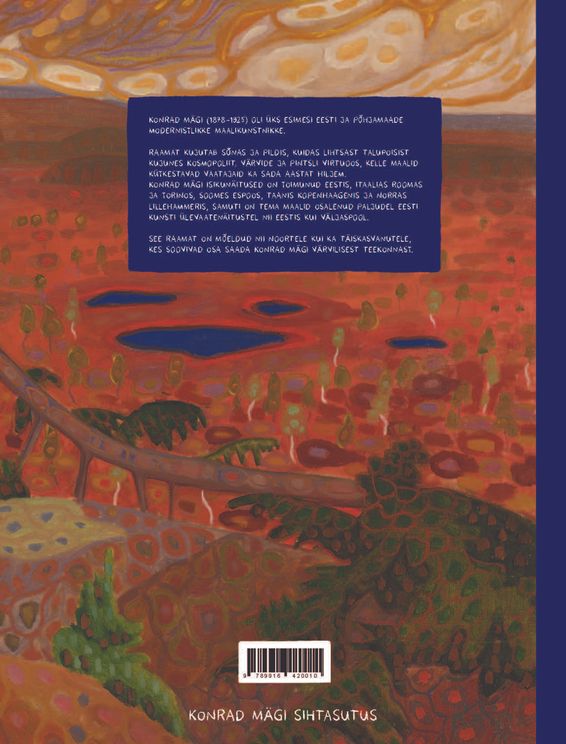 KONRAD MÄGI (1878–1925) OLI ÜKS ESIMESI EESTI JA PÕHJAMAADE
MODERNISTLIKKE MAALIKUNSTNIKKE.
RAAMAT KUJUTAB SÕNAS JA PILDIS, KUIDAS LIHTSAST TALUPOISIST
KUJUNES KOSMOPOLIIT, VÄRVIDE JA PINTSLI VIRTUOOS, KELLE MAALID
KÜTKESTAVAD VAATAJAID KA SADA AASTAT HILJEM.
KONRAD MÄGI ISIKUNÄITUSED ON TOIMUNUD EESTIS, ITAALIAS ROOMAS
JA TORINOS, SOOMES ESPOOS, TAANIS KOPENHAAGENIS JA NORRAS
LILLEHAMMERIS, SAMUTI ON TEMA MAALID OSALENUD PALJUDEL EESTI
KUNSTI ÜLEVAATENÄITUSTEL NII EESTIS KUI VÄLJASPOOL.
SEE RAAMAT ON MÕELDUD NII NOORTELE KUI KA TÄISKASVANUTELE,
KES SOOVIVAD OSA SAADA KONRAD MÄGI VÄRVILISEST TEEKONNAST.
9 789916 420010
KONRAD MÄGI SIHTASUTUS